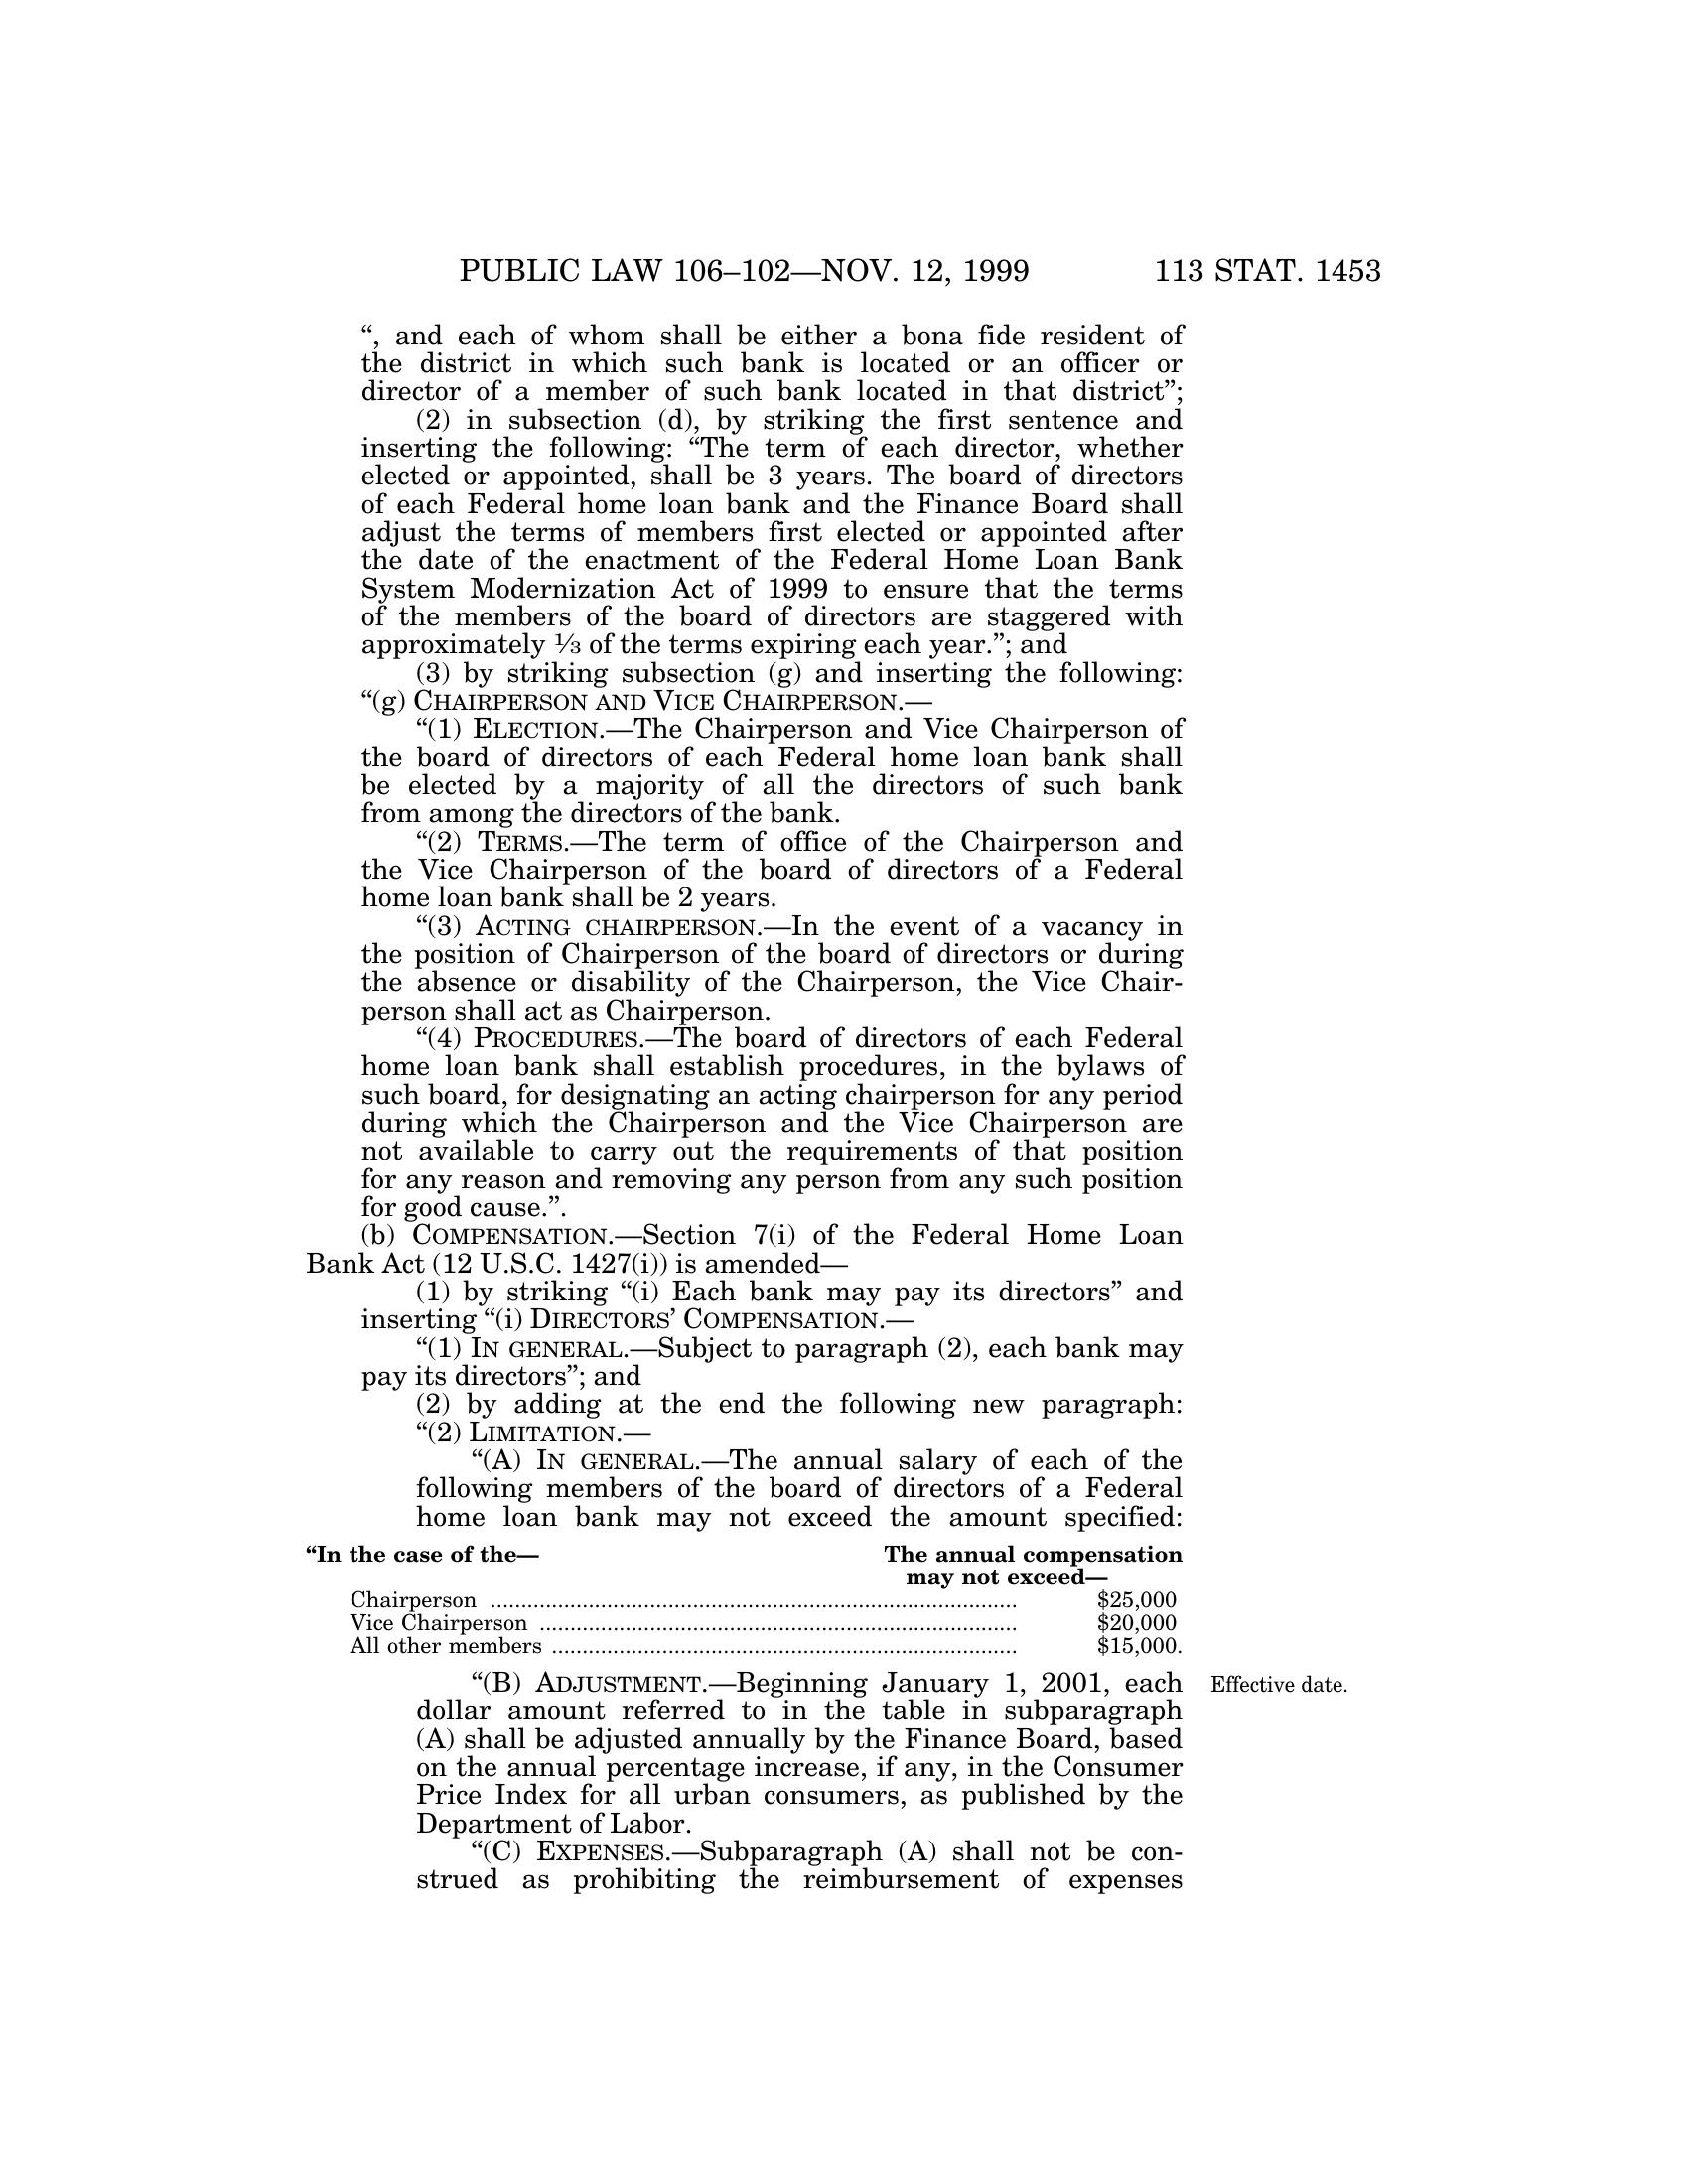 PUBLIC LAW 106–102—NOV. 12, 1999 113 STAT. 1453
“, and each of whom shall be either a bona fide resident of
the district in which such bank is located or an officer or
director of a member of such bank located in that district”;
(2) in subsection (d), by striking the first sentence and
inserting the following: “The term of each director, whether
elected or appointed, shall be 3 years. The board of directors
of each Federal home loan bank and the Finance Board shall
adjust the terms of members first elected or appointed after
the date of the enactment of the Federal Home Loan Bank
System Modernization Act of 1999 to ensure that the terms
of the members of the board of directors are staggered with
approximately 1⁄3 of the terms expiring each year.”; and
(3) by striking subsection (g) and inserting the following:
“(g) CHAIRPERSON AND VICE CHAIRPERSON.—
“(1) ELECTION.—The Chairperson and Vice Chairperson of
the board of directors of each Federal home loan bank shall
be elected by a majority of all the directors of such bank
from among the directors of the bank.
“(2) TERMS.—The term of office of the Chairperson and
the Vice Chairperson of the board of directors of a Federal
home loan bank shall be 2 years.
“(3) ACTING CHAIRPERSON.—In the event of a vacancy in
the position of Chairperson of the board of directors or during
the absence or disability of the Chairperson, the Vice Chair-
person shall act as Chairperson.
“(4) PROCEDURES.—The board of directors of each Federal
home loan bank shall establish procedures, in the bylaws of
such board, for designating an acting chairperson for any period
during which the Chairperson and the Vice Chairperson are
not available to carry out the requirements of that position
for any reason and removing any person from any such position
for good cause.”.
(b) COMPENSATION.—Section 7(i) of the Federal Home Loan
Bank Act (12 U.S.C. 1427(i)) is amended—
(1) by striking “(i) Each bank may pay its directors” and
inserting “(i) DIRECTORS’ COMPENSATION.—
“(1) IN GENERAL.—Subject to paragraph (2), each bank may
pay its directors”; and
(2) by adding at the end the following new paragraph:
“(2) LIMITATION.—
“(A) IN GENERAL.—The annual salary of each of the
following members of the board of directors of a Federal
home loan bank may not exceed the amount specified:
“In the case of the— The annual compensation
may not exceed—
Chairperson ............................................................................................. $25,000
Vice Chairperson .................................................................................... $20,000
All other members .................................................................................. $15,000.
“(B) ADJUSTMENT.—Beginning January 1, 2001, each Effective date.
dollar amount referred to in the table in subparagraph
(A) shall be adjusted annually by the Finance Board, based
on the annual percentage increase, if any, in the Consumer
Price Index for all urban consumers, as published by the
Department of Labor.
“(C) EXPENSES.—Subparagraph (A) shall not be con-
strued as prohibiting the reimbursement of expenses